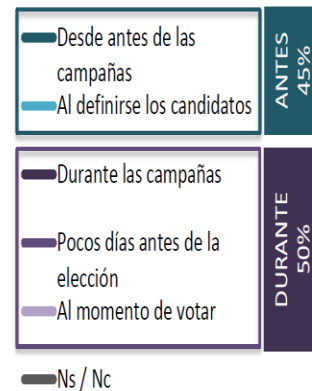 Desde antes de las
campañas
Al definirse los candidatos
ANTES
45%
Durante las campañas
Pocos días antes de la
elección
Al momento de votar
DURANTE
50%
Ns / Nc